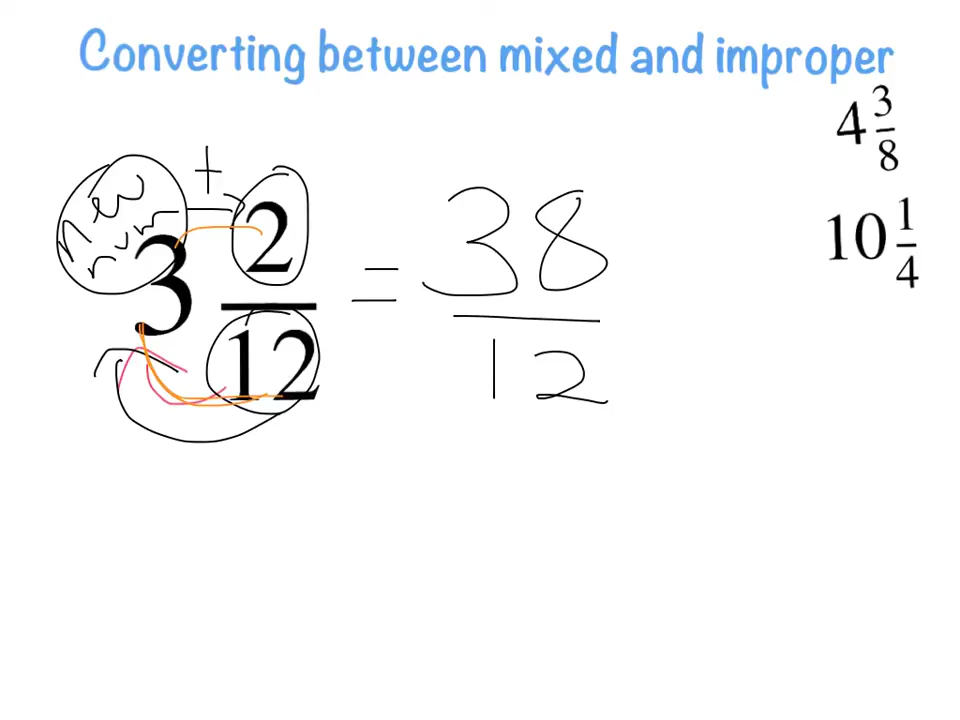 Converting between mixed and improper
4 3/8
10 1/4
new
num
+
3 2/12 = 38/12